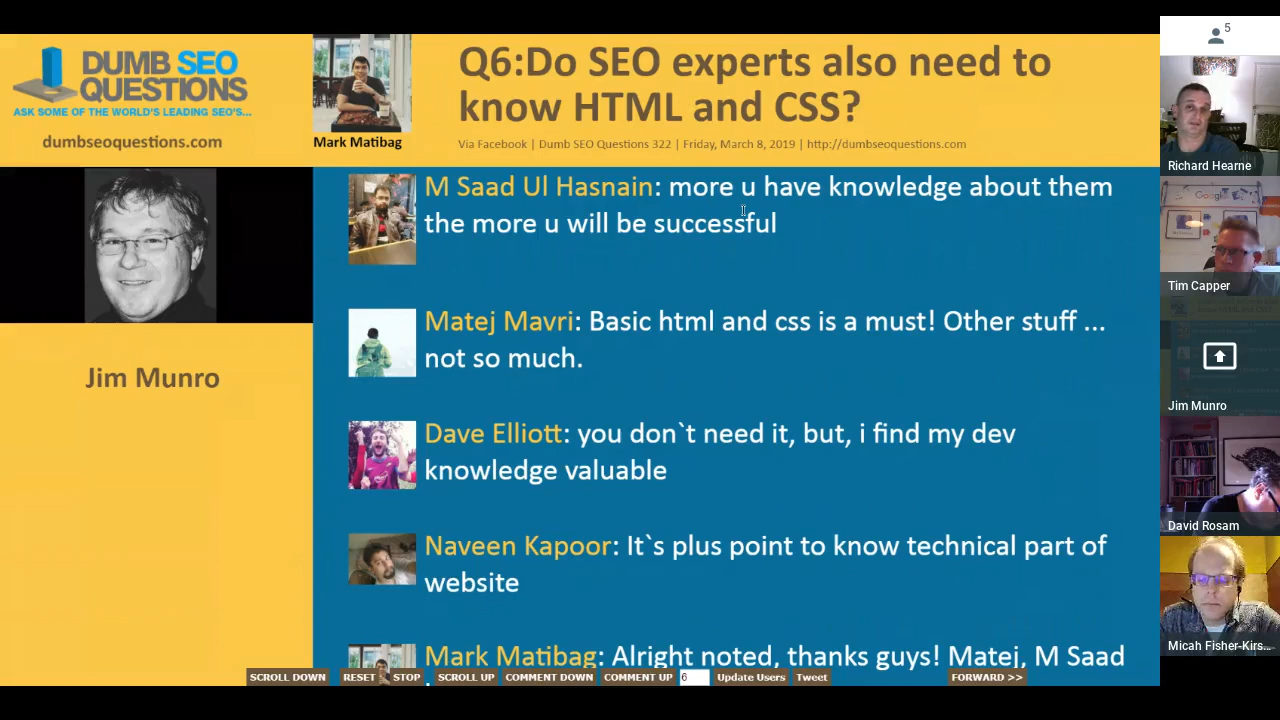 DUMB SEO
QUESTIONS
ASK SOME OF THE WORLD'S LEADING SEO'S...
dumbseoquestions.com
Mark Matibag
Q6:Do SEO experts also need to
know HTML and CSS?
Via Facebook | Dumb SEO Questions 322 | Friday, March 8, 2019 | http://dumbseoquestions.com
Jim Munro
M Saad Ul Hasnain: more u have knowledge about them
the more u will be successful
Matej Mavri: Basic html and css is a must! Other stuff ...
not so much.
Dave Elliott: you don`t need it, but, i find my dev
knowledge valuable
Naveen Kapoor: It`s plus point to know technical part of
website
Mark Matibag: Alright noted, thanks guys! Matej, M Saad
SCROLL DOWN RESET STOP SCROLL UP COMMENT DOWN COMMENT UP 6 Update Users Tweet FORWARD >>
5
Richard Hearne
Google
Tim Capper
Jim Munro
David Rosam
Micah Fisher-Kirs...